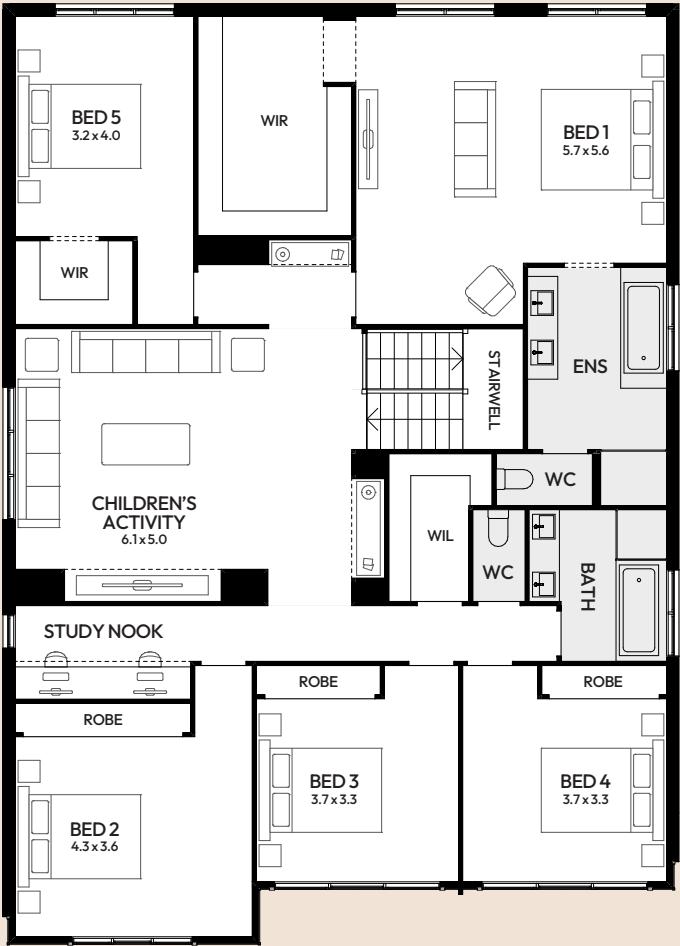 BED 5
3.2 x 4.0
WIR
BED 1
5.7 x 5.6
WIR
ENS
STAIRWELL
CHILDREN'S
ACTIVITY
6.1 x 5.0
WC
WIL
WC
BATH
STUDY NOOK
ROBE
ROBE
ROBE
BED 3
3.7 x 3.3
BED 4
3.7 x 3.3
BED 2
4.3 x 3.6